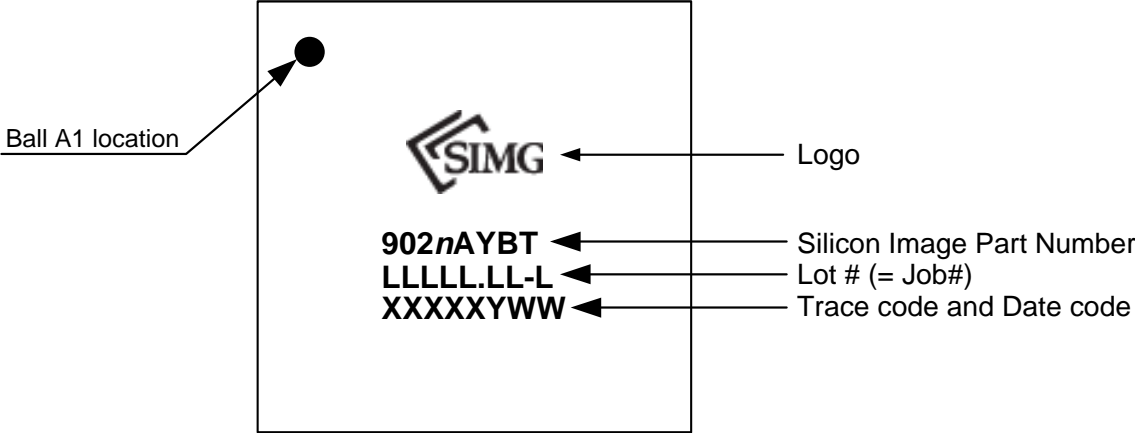 Ball A1 location
SIMG
Logo
902nAYBT
Silicon Image Part Number
LLLLL.LL-L
Lot # (= Job#)
XXXXXYWW
Trace code and Date code